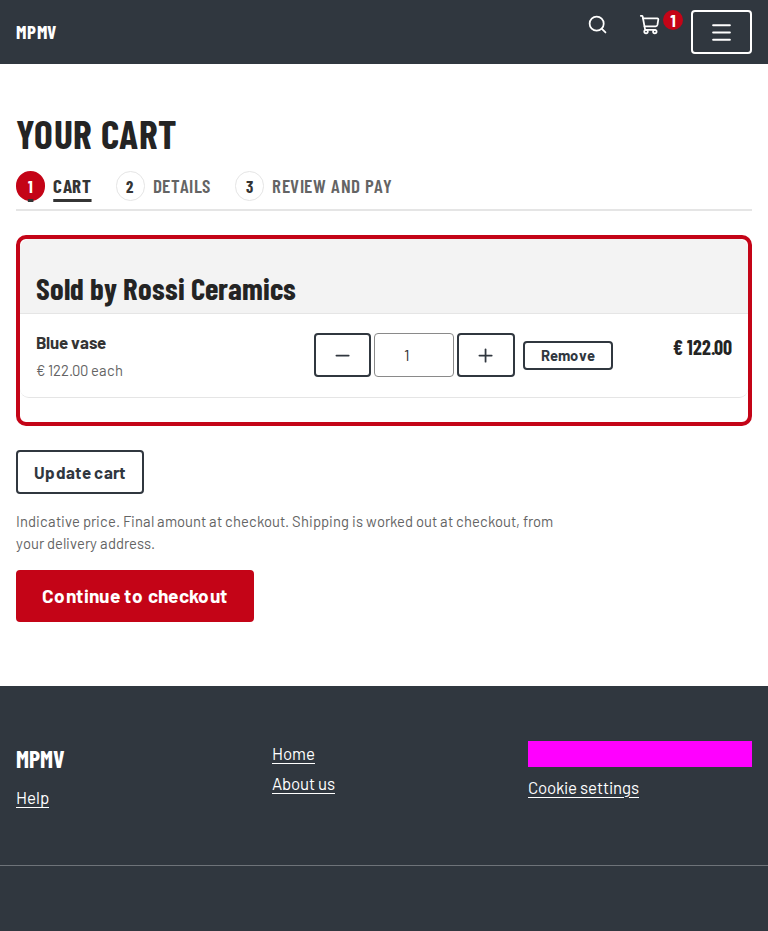 MPMV
1
YOUR CART
1 CART 2 DETAILS 3 REVIEW AND PAY
Sold by Rossi Ceramics
Blue vase
€ 122.00 each
1
Remove
€ 122.00
Update cart
Indicative price. Final amount at checkout. Shipping is worked out at checkout, from
your delivery address.
Continue to checkout
MPMV
Help
Home
About us
Cookie settings